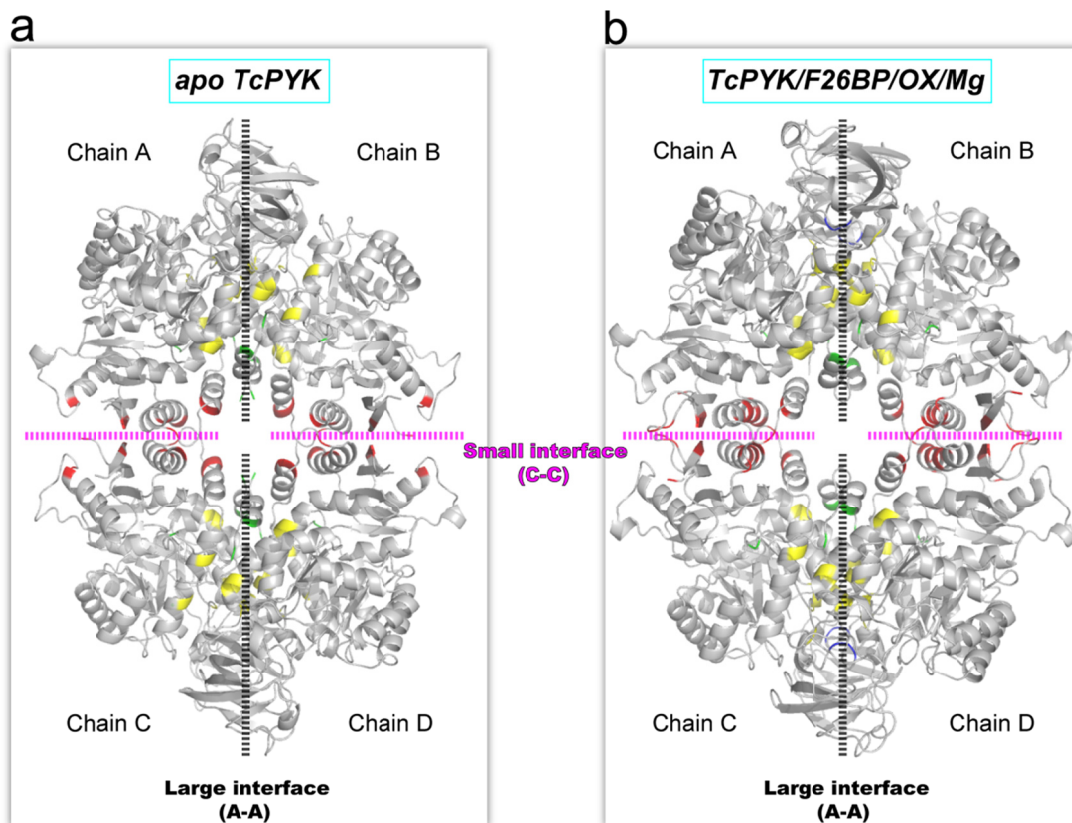 a
apo TcPYK
Chain A
Chain B
Chain C
Chain D
Large interface
(A-A)
Small interface
(C-C)
b
TcPYK/F26BP/OX/Mg
Chain A
Chain B
Chain C
Chain D
Large interface
(A-A)